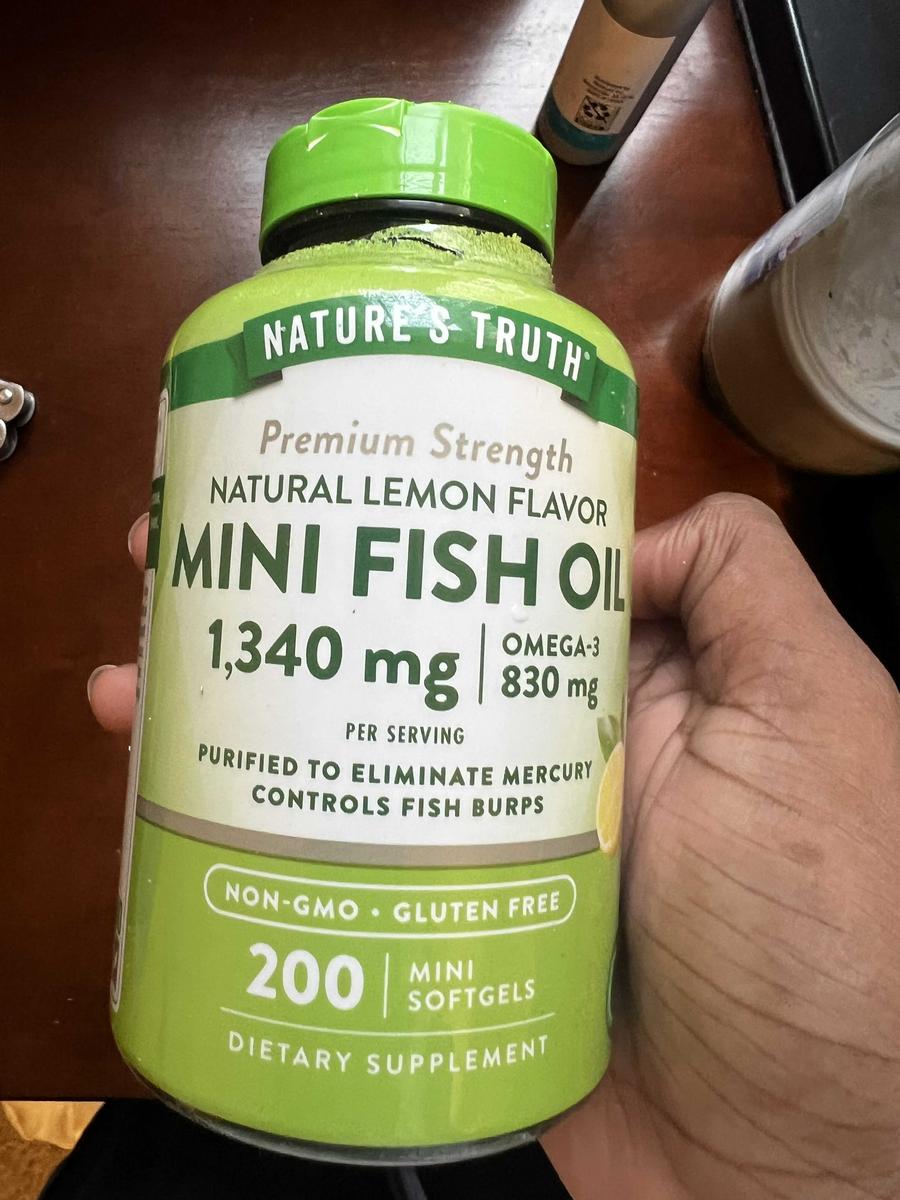 NATURE'S TRUTH®
Premium Strength
NATURAL LEMON FLAVOR
MINI FISH OIL
1,340 mg
OMEGA-3
830 mg
PER SERVING
PURIFIED TO ELIMINATE MERCURY
CONTROLS FISH BURPS
NON-GMO • GLUTEN FREE
200
MINI
SOFTGELS
DIETARY SUPPLEMENT